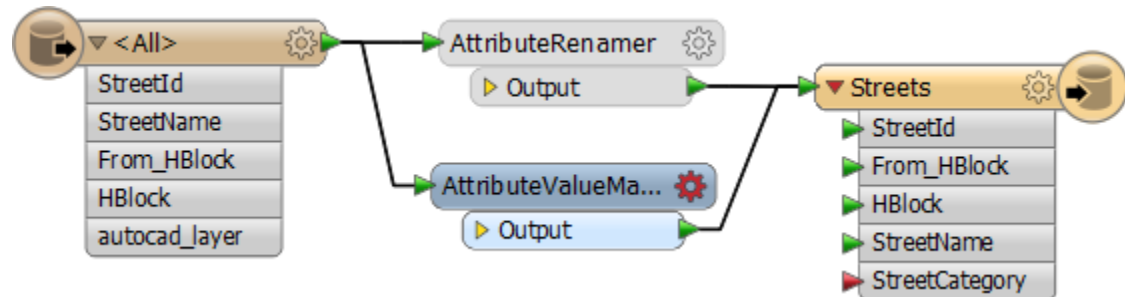 <All>
StreetId
StreetName
From_HBlock
HBlock
autocad_layer
AttributeRenamer
Output
AttributeValueMa...
Output
Streets
StreetId
From_HBlock
HBlock
StreetName
StreetCategory